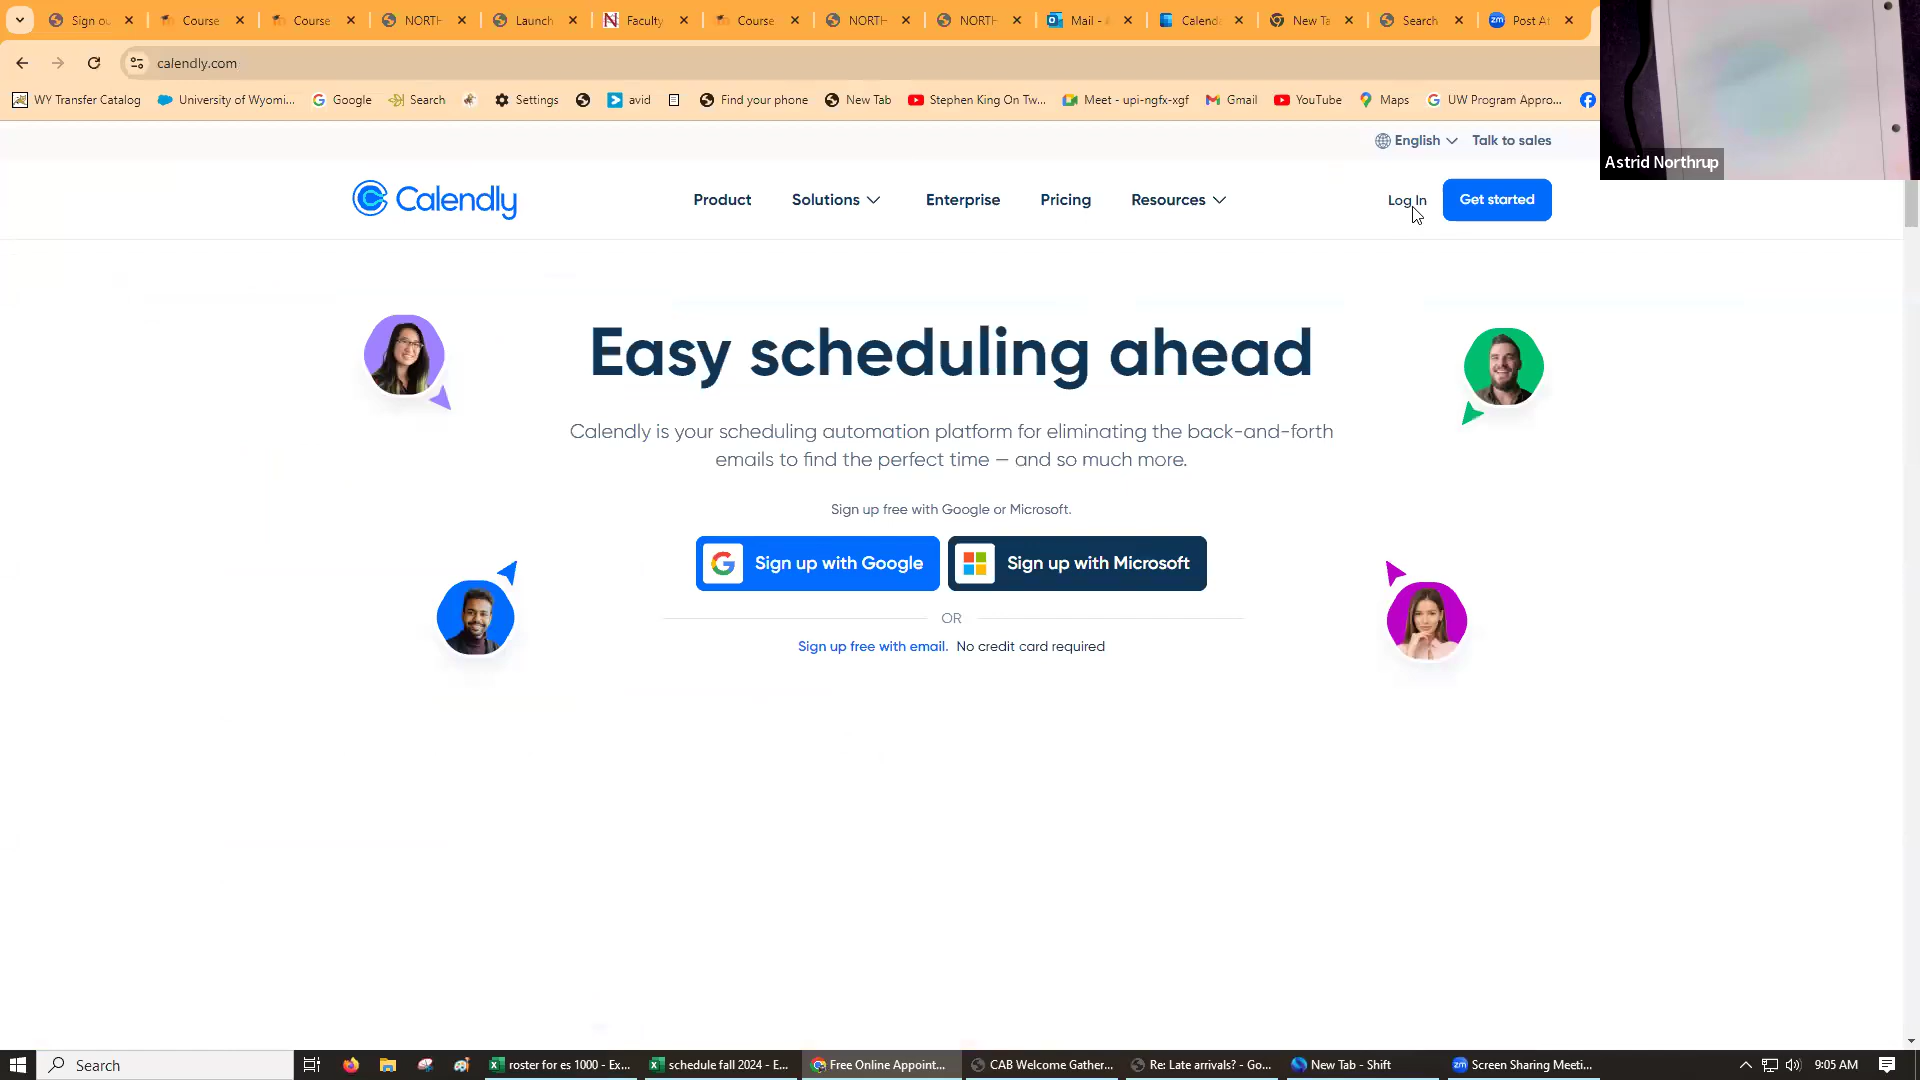 Sign ou
Course
Course
NORTH
Launch
Faculty
Course
NORTH
NORTH
Mail -
Calenda
New Ta
Search
Post At
calendly.com
WY Transfer Catalog
University of Wyomi...
Google
Search
Settings
avid
Find your phone
New Tab
Stephen King On Tw...
Meet - upi-ngfx-xgf
Gmail
YouTube
Maps
UW Program Appro...
Astrid Northrup
English
Talk to sales
Calendly
Product
Solutions
Enterprise
Pricing
Resources
Log In
Get started
Easy scheduling ahead
Calendly is your scheduling automation platform for eliminating the back-and-forth
emails to find the perfect time — and so much more.
Sign up free with Google or Microsoft.
Sign up with Google
Sign up with Microsoft
OR
Sign up free with email. No credit card required
Search
roster for es 1000 - Ex...
schedule fall 2024 - E...
Free Online Appoint...
CAB Welcome Gather...
Re: Late arrivals? - Go...
New Tab - Shift
Screen Sharing Meeti...
9:05 AM